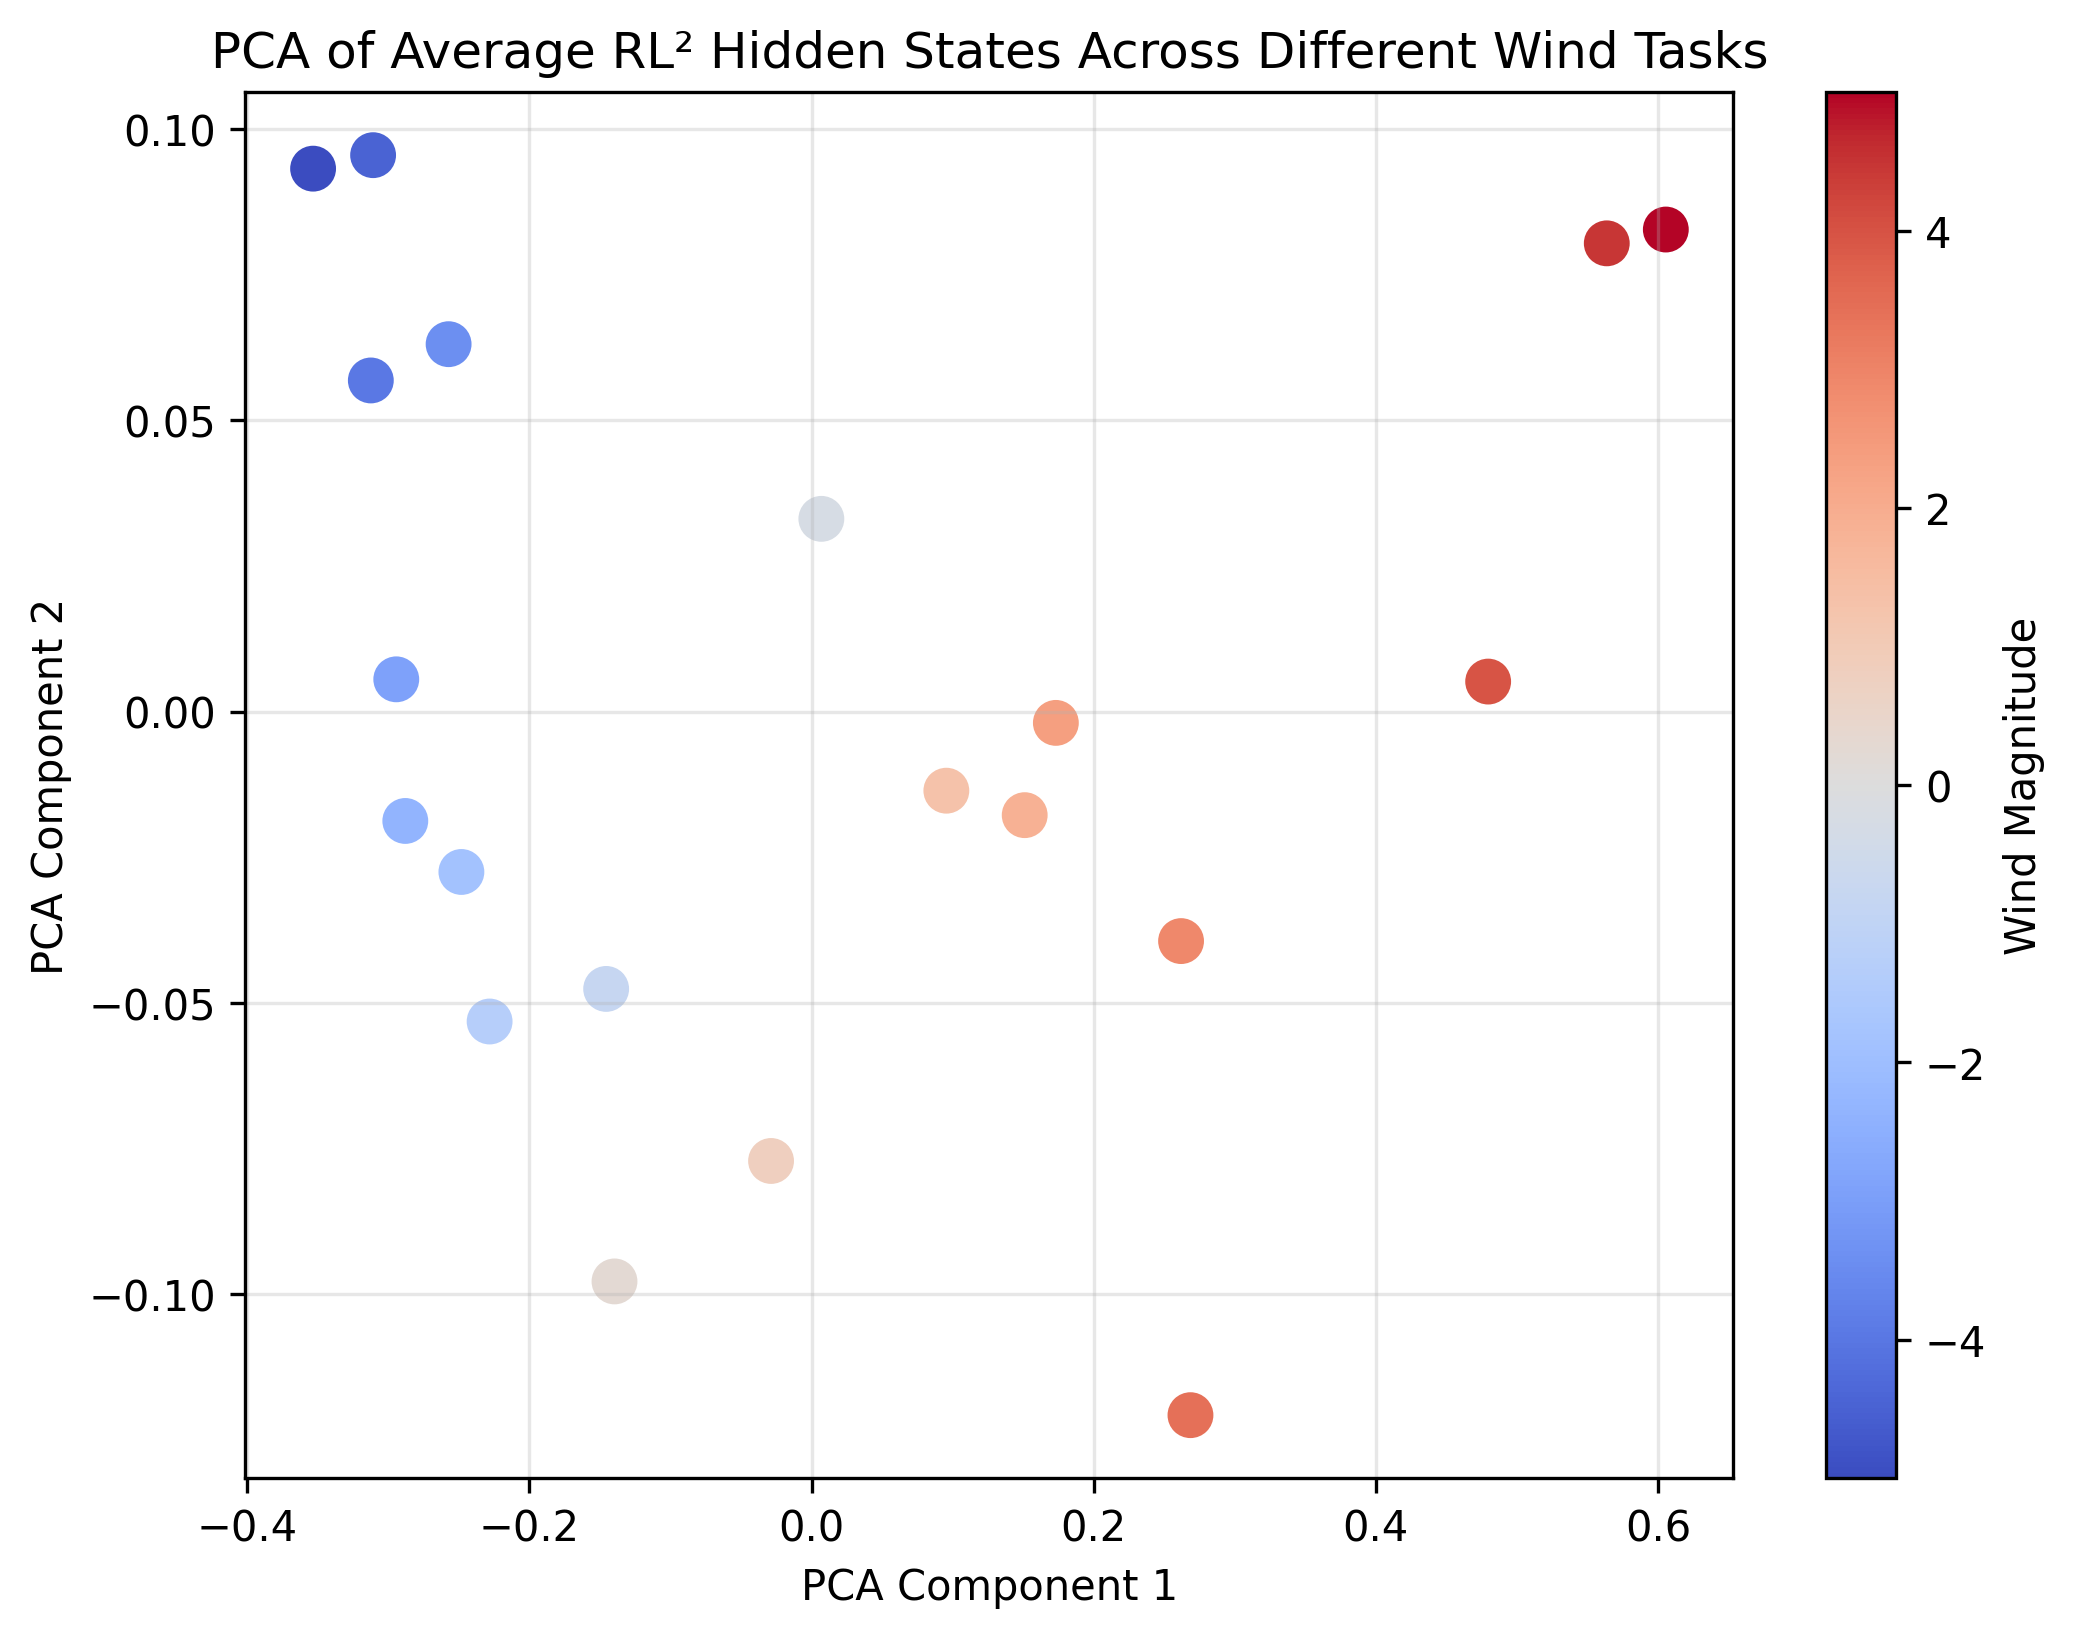 PCA of Average RL² Hidden States Across Different Wind Tasks
0.10
0.05
0.00
−0.05
−0.10
PCA Component 2
−0.4 −0.2 0.0 0.2 0.4 0.6
PCA Component 1
4
2
0
−2
−4
Wind Magnitude